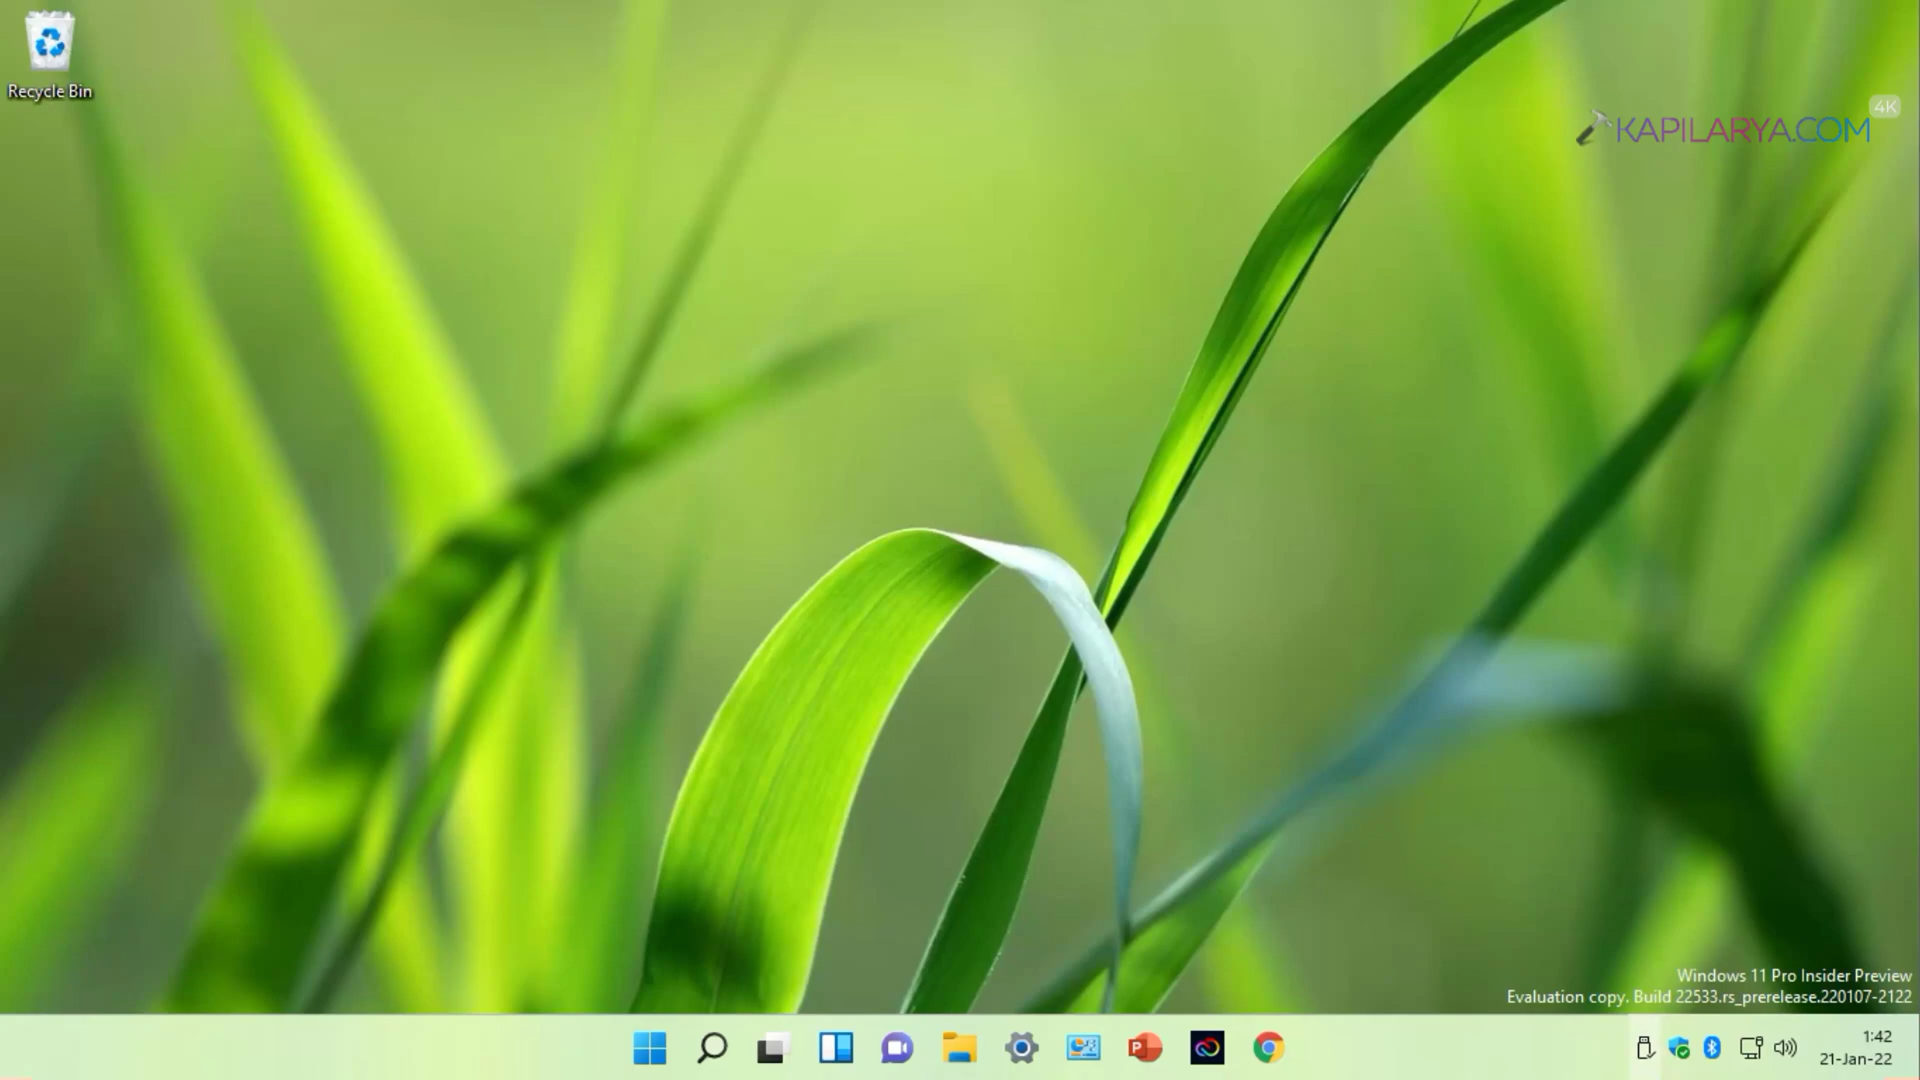 Recycle Bin
4K
KAPILARYA.COM
Windows 11 Pro Insider Preview
Evaluation copy. Build 22533.rs_prerelease.220107-2122
P
1:42
21-Jan-22